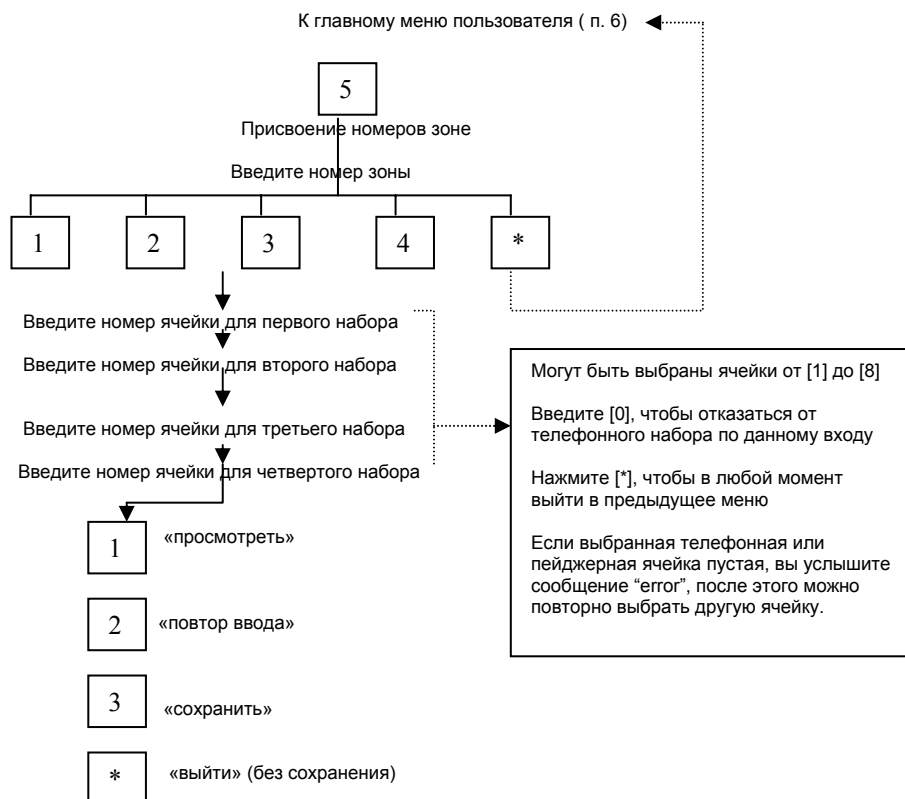 К главному меню пользователя ( п. 6)
5
Присвоение номеров зоне
Введите номер зоны
1 2 3 4 *
Введите номер ячейки для первого набора
Введите номер ячейки для второго набора
Введите номер ячейки для третьего набора
Введите номер ячейки для четвертого набора
Могут быть выбраны ячейки от [1] до [8]
Введите [0], чтобы отказаться от
телефонного набора по данному входу
Нажмите [*], чтобы в любой момент
выйти в предыдущее меню
Если выбранная телефонная или
пейджерная ячейка пустая, вы услышите
сообщение “error”, после этого можно
повторно выбрать другую ячейку.
1 «просмотреть»
2 «повтор ввода»
3 «сохранить»
* «выйти» (без сохранения)